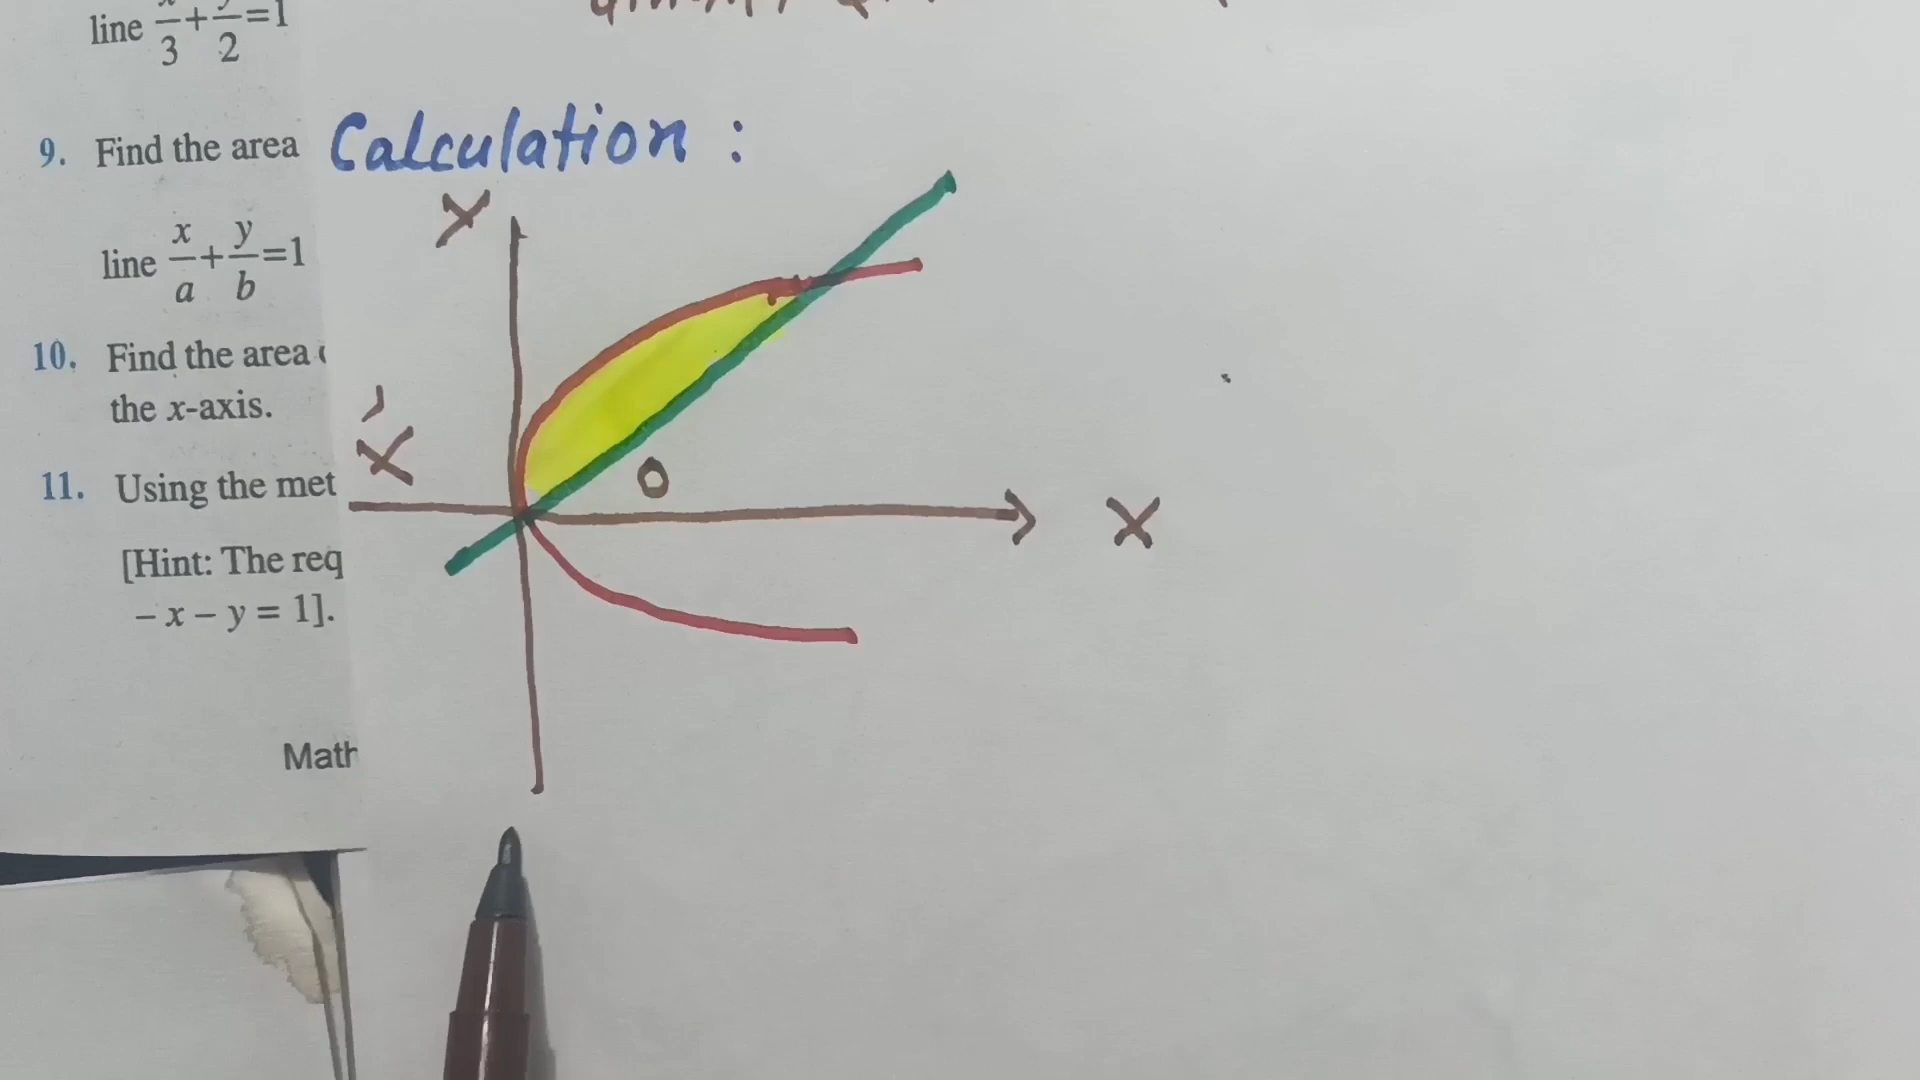 line x/3 + y/2 = 1
9. Find the area
line x/a + y/b = 1
10. Find the area
the x-axis.
11. Using the met
[Hint: The req
– x – y = 1].
Math
Calculation :
Y
X'
O
X